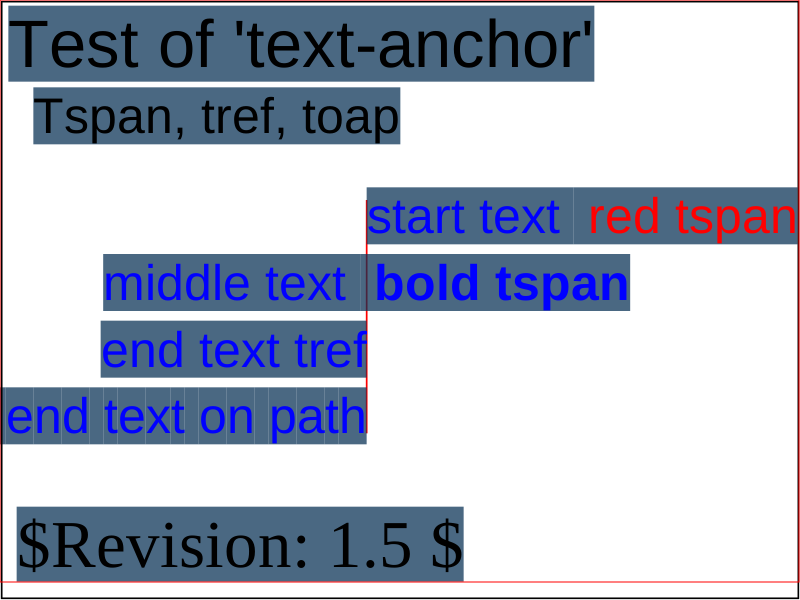 Test of 'text-anchor'
Tspan, tref, toap
start text red tspan
middle text bold tspan
end text tref
end text on path
$Revision: 1.5 $